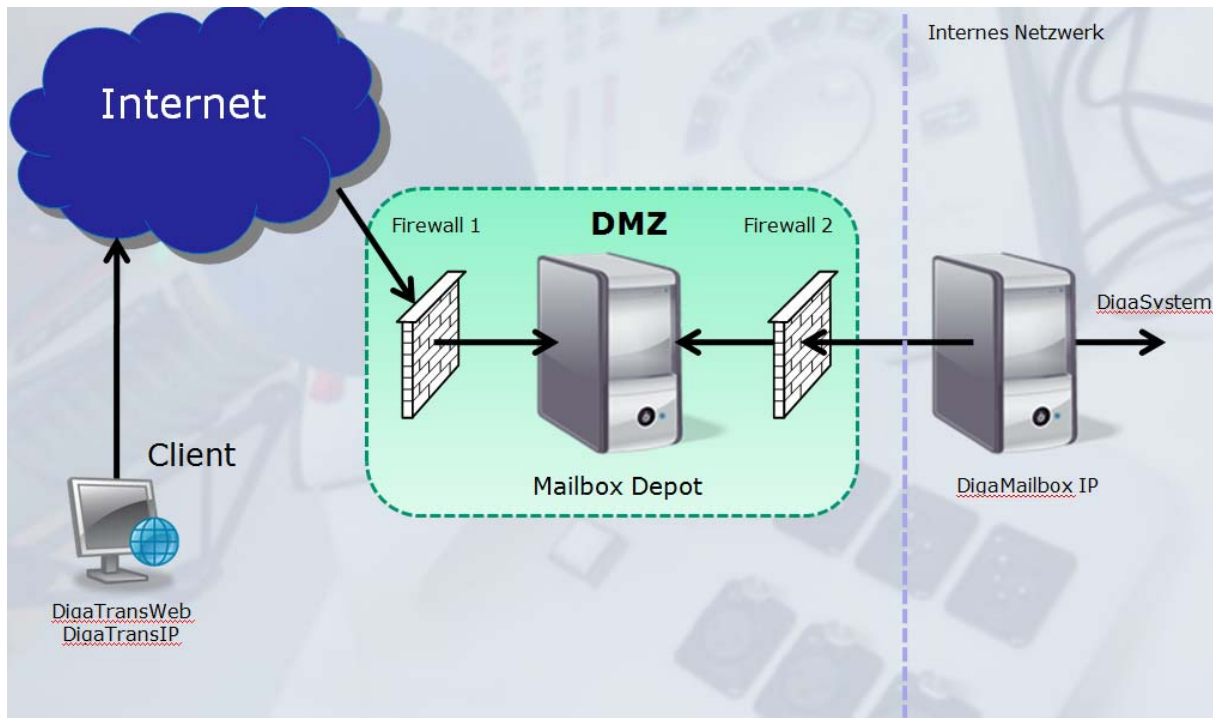 Internes Netzwerk
Internet
Firewall 1
DMZ
Firewall 2
DigaSystem
Client
Mailbox Depot
DigaMailbox IP
DigaTransWeb
DigaTransIP